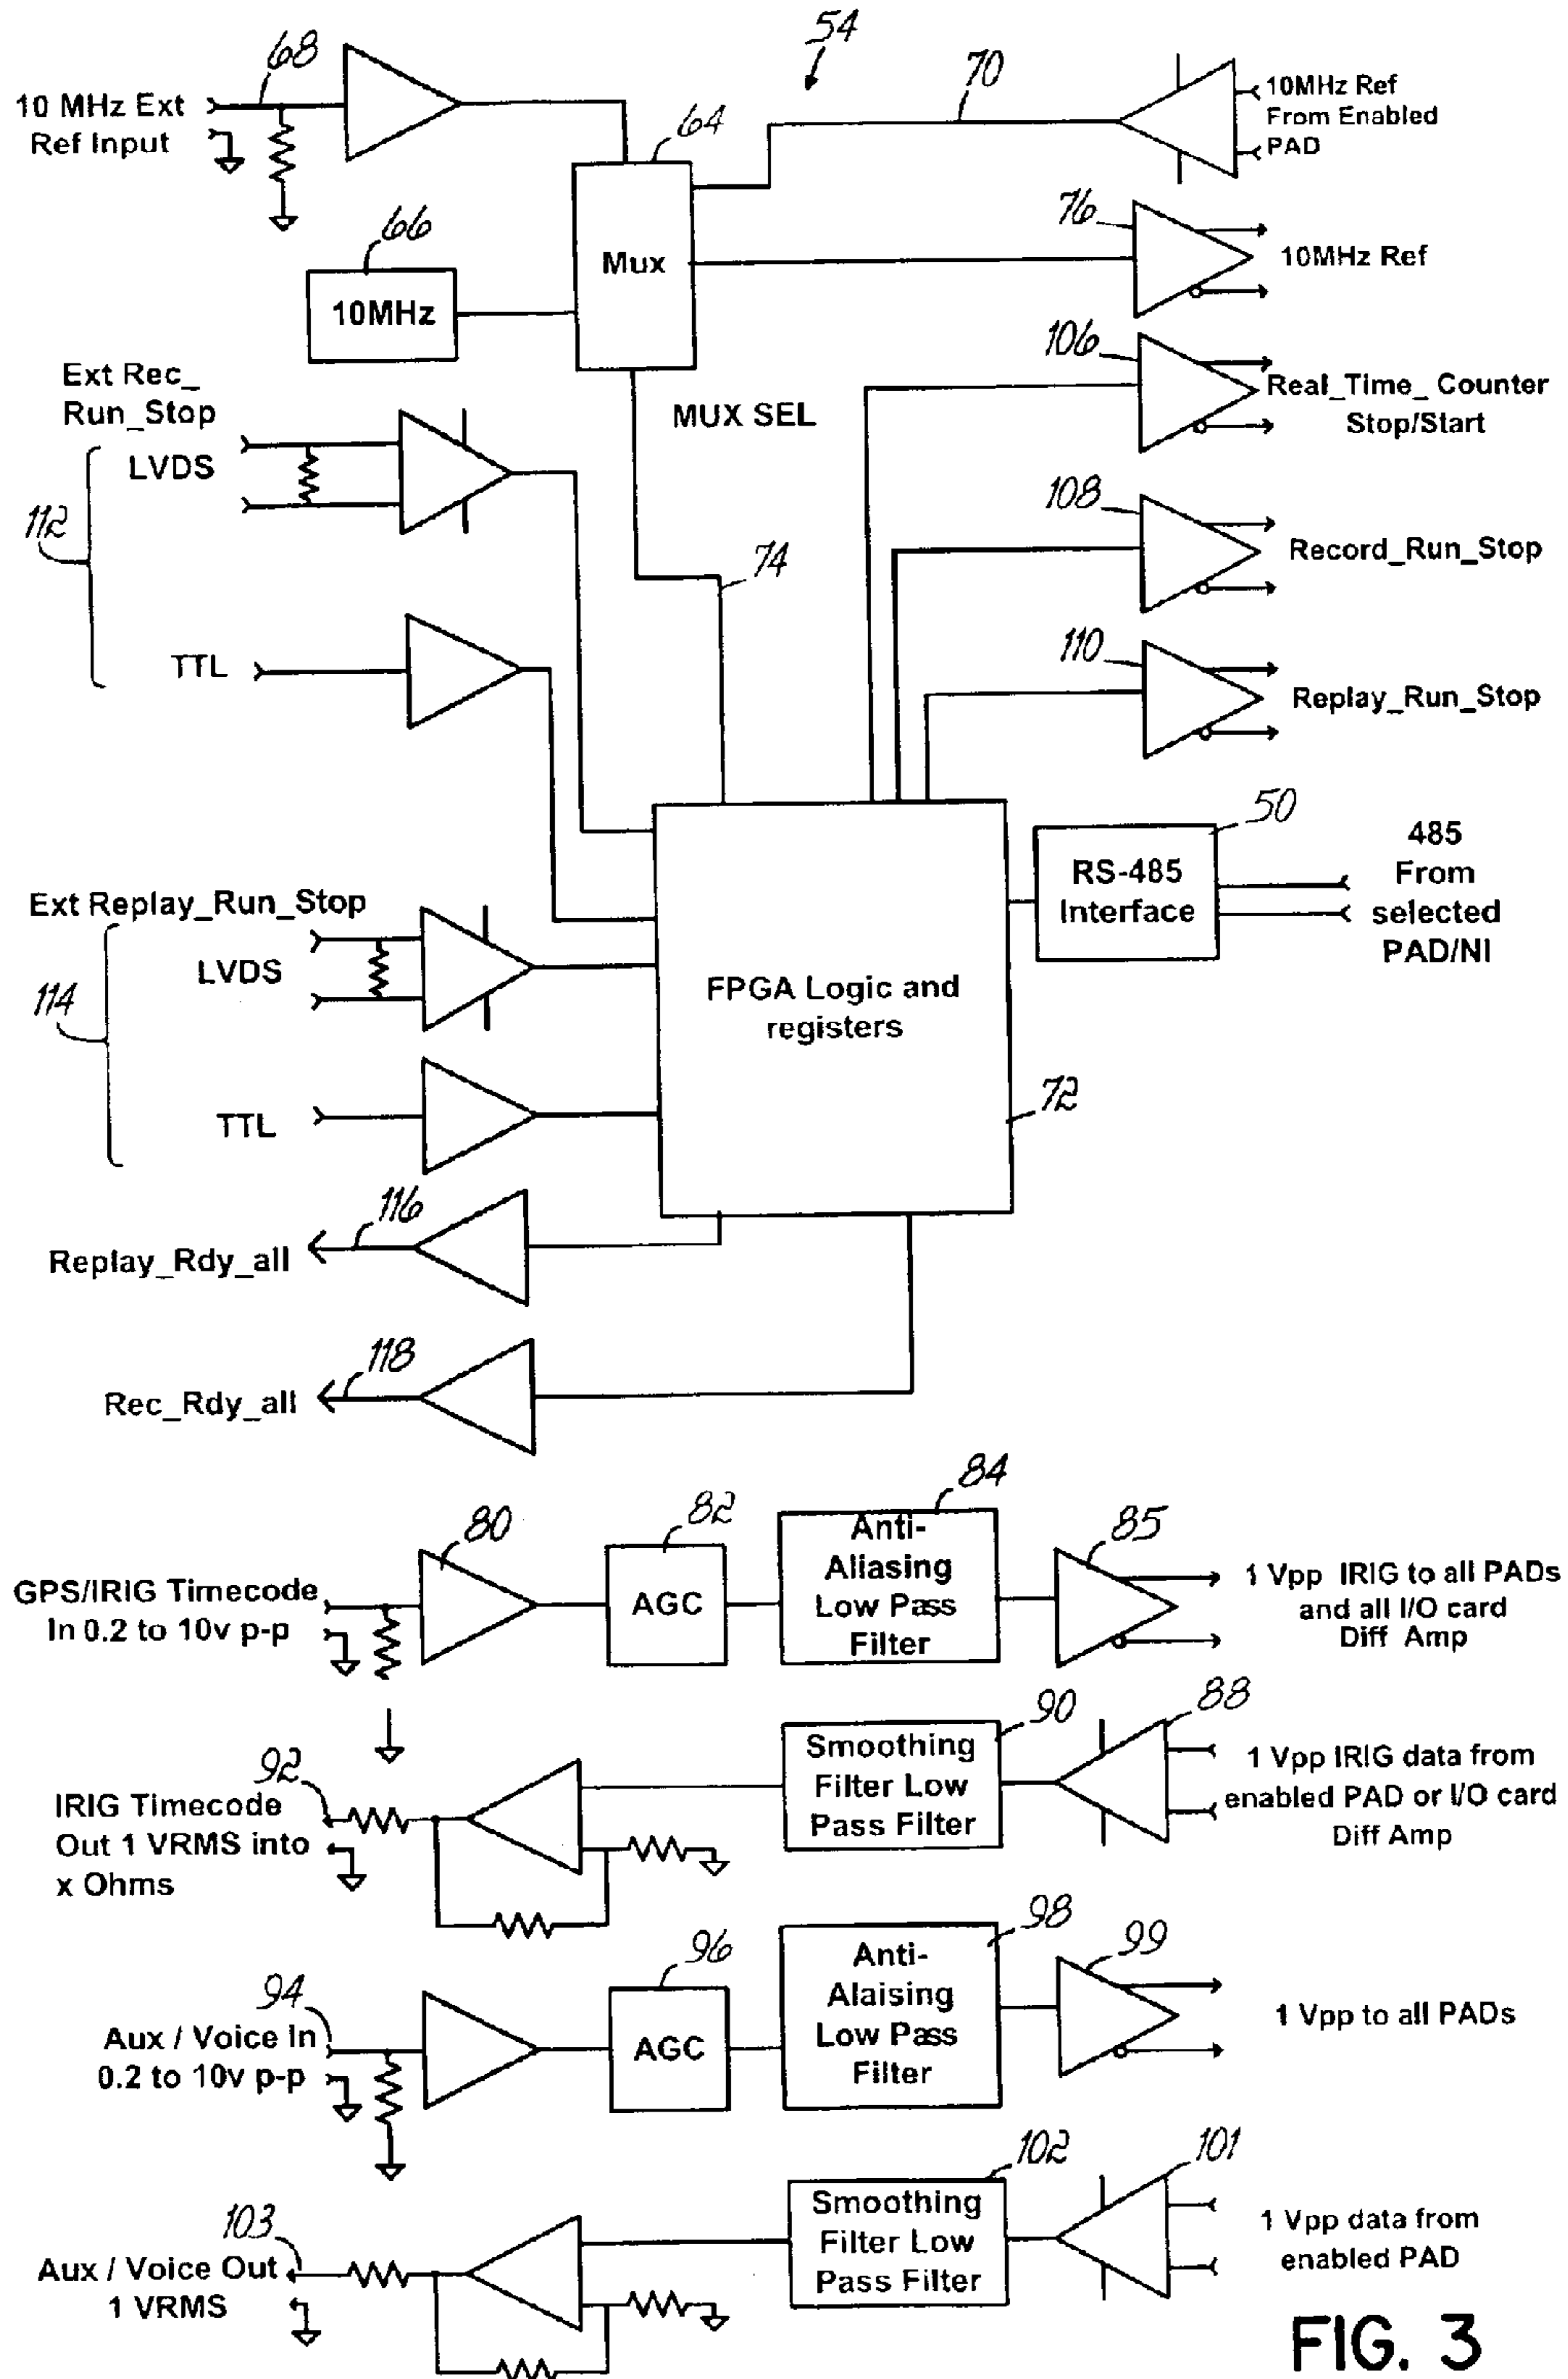 54
68
10 MHz Ext
Ref Input
70
10MHz Ref
From Enabled
PAD
64
Mux
66
10MHz
76
10MHz Ref
MUX SEL
74
106
Real_Time_Counter
Stop/Start
108
Record_Run_Stop
110
Replay_Run_Stop
Ext Rec_
Run_Stop
LVDS
112
TTL
50
RS-485
Interface
485
From
selected
PAD/NI
Ext Replay_Run_Stop
LVDS
114
TTL
FPGA Logic and
registers
72
116
Replay_Rdy_all
118
Rec_Rdy_all
GPS/IRIG Timecode
In 0.2 to 10v p-p
80
82
AGC
84
Anti-
Aliasing
Low Pass
Filter
85
1 Vpp IRIG to all PADs
and all I/O card
Diff Amp
92
IRIG Timecode
Out 1 VRMS into
x Ohms
90
Smoothing
Filter Low
Pass Filter
88
1 Vpp IRIG data from
enabled PAD or I/O card
Diff Amp
94
Aux / Voice In
0.2 to 10v p-p
96
AGC
98
Anti-
Alaising
Low Pass
Filter
99
1 Vpp to all PADs
103
Aux / Voice Out
1 VRMS
102
Smoothing
Filter Low
Pass Filter
101
1 Vpp data from
enabled PAD
FIG. 3